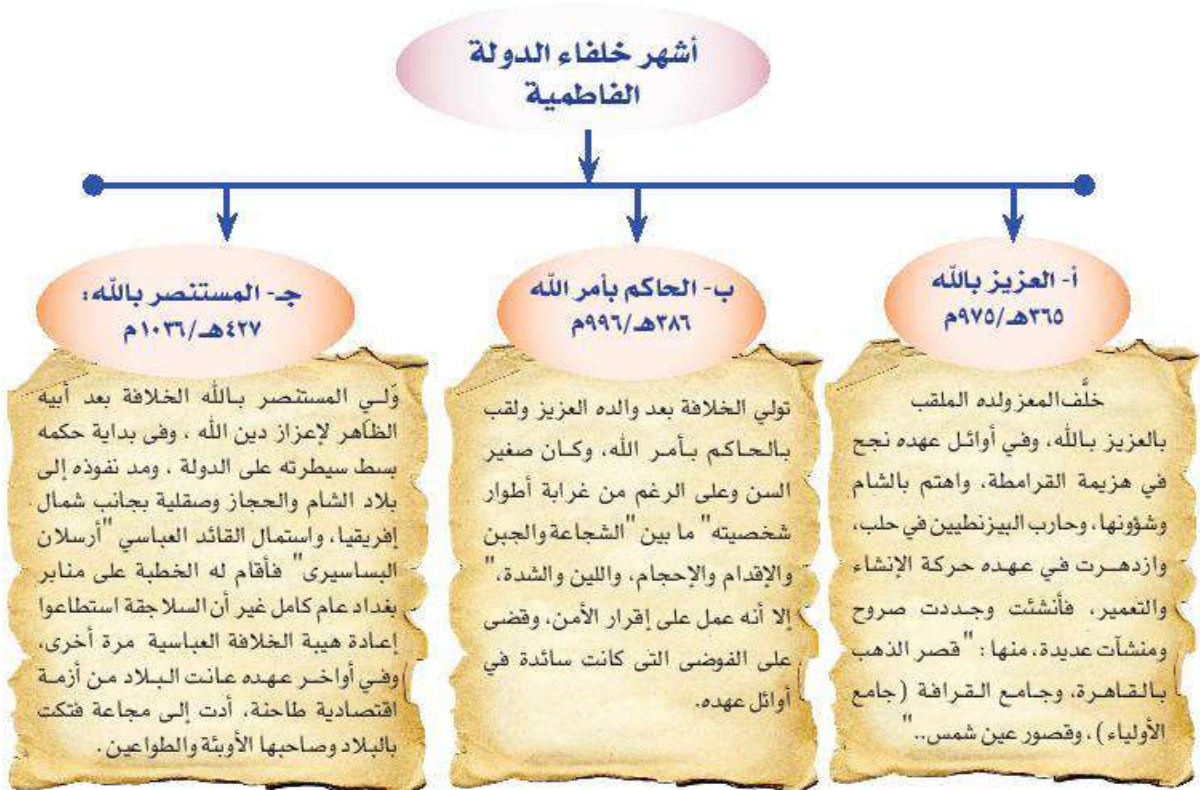 أشهر خلفاء الدولة
الفاطمية
أ- العزيز بالله
٣٦٥هـ/٩٧٥م
خلَّف المعز ولده الملقب
بالعزيز بالله، وفي أوائل عهده نجح
في هزيمة القرامطة، واهتم بالشام
وشؤونها، وحارب البيزنطيين في حلب،
وازدهرت في عهده حركة الإنشاء
والتعمير، فأنشئت وجددت صروح
ومنشآت عديدة، منها: "قصر الذهب
بالقاهرة، وجامع القرافة (جامع
الأولياء)، وقصور عين شمس.."
ب- الحاكم بأمر الله
٣٨٦هـ/٩٩٦م
تولي الخلافة بعد والده العزيز ولقب
بالحاكم بأمر الله، وكان صغير
السن وعلى الرغم من غرابة أطوار
شخصيته" ما بين "الشجاعة والجبن
والإقدام والإحجام، واللين والشدة،"
إلا أنه عمل على إقرار الأمن، وقضى
على الفوضى التى كانت سائدة في
أوائل عهده.
جـ- المستنصر بالله:
٤٢٧هـ/١٠٣٦م
وَلي المستنصر بالله الخلافة بعد أبيه
الظاهر لإعزاز دين الله، وفى بداية حكمه
بسط سيطرته على الدولة، ومد نفوذه إلى
بلاد الشام والحجاز وصقلية بجانب شمال
إفريقيا، واستمال القائد العباسي "أرسلان
البساسيرى" فأقام له الخطبة على منابر
بغداد عام كامل غير أن السلاجقة استطاعوا
إعادة هيبة الخلافة العباسية مرة أخرى،
وفي أواخر عهده عانت البلاد من أزمة
اقتصادية طاحنة، أدت إلى مجاعة فتكت
بالبلاد وصاحبها الأوبئة والطواعين.